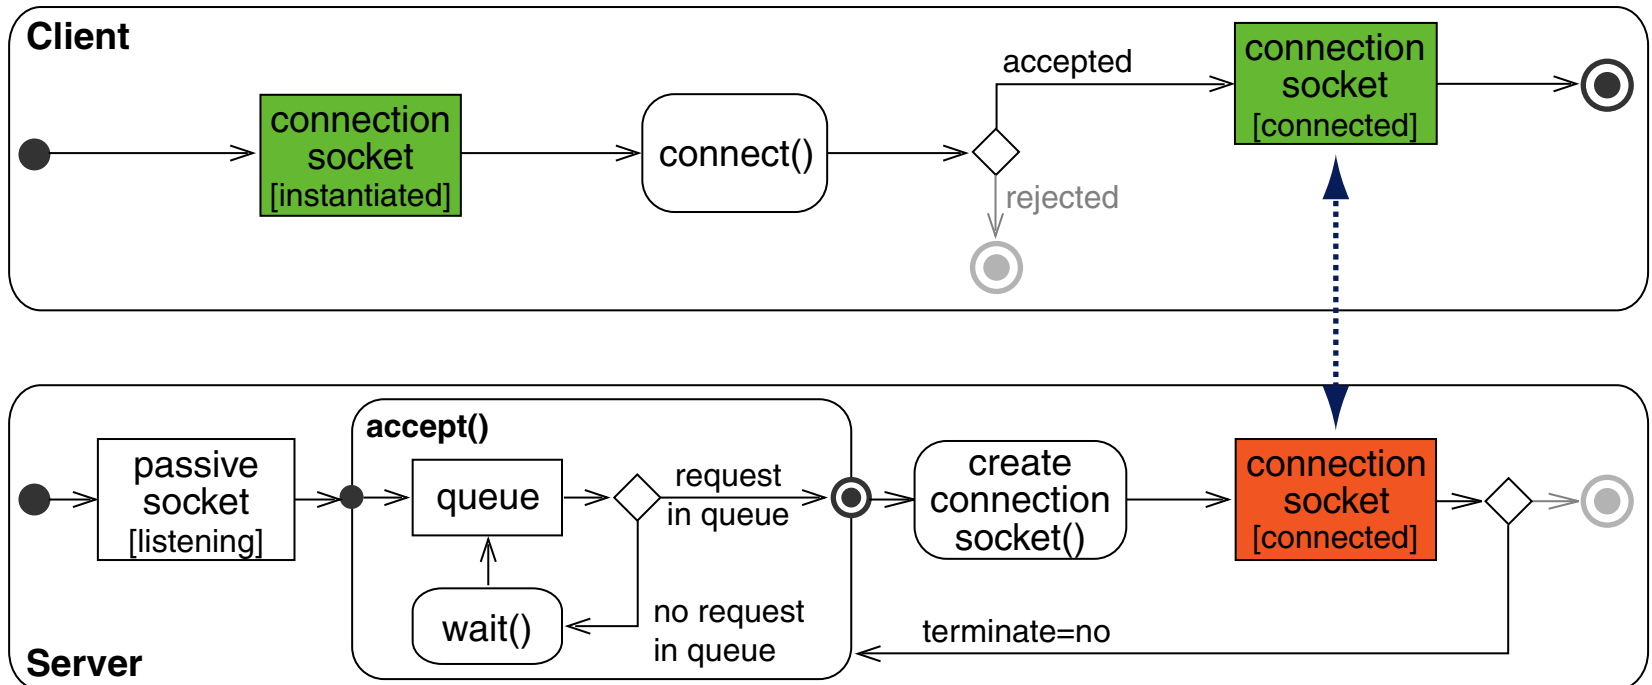 Client
connection
socket
[instantiated]
connect()
accepted
rejected
connection
socket
[connected]
passive
socket
[listening]
accept()
queue
request
in queue
wait()
no request
in queue
create
connection
socket()
connection
socket
[connected]
terminate=no
Server